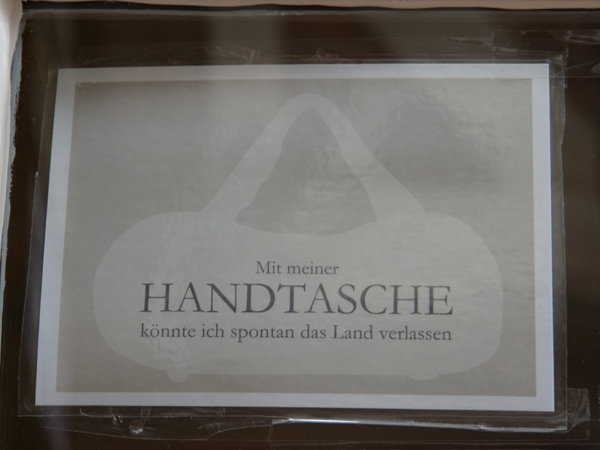 Mit meiner
HANDTASCHE
könnte ich spontan das Land verlassen